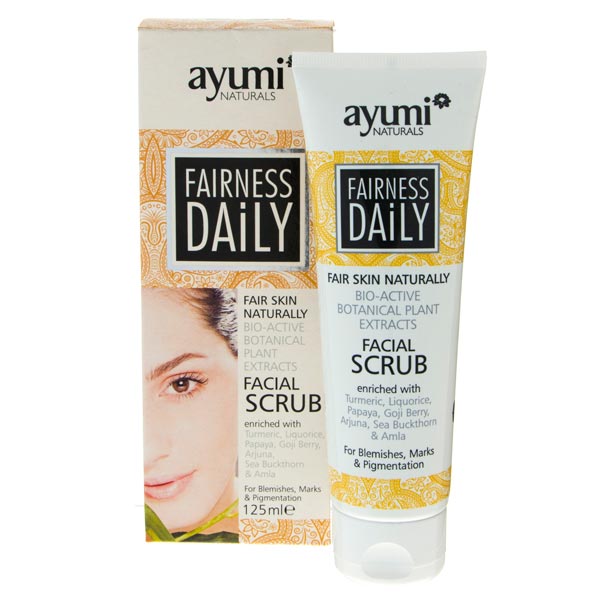 ayumi
NATURALS
FAIRNESS
DAiLY
FAIR SKIN
NATURALLY
BIO-ACTIVE
BOTANICAL
PLANT
EXTRACTS
FACIAL
SCRUB
enriched with
Turmeric, Liquorice,
Papaya, Goji Berry,
Arjuna,
Sea Buckthorn
& Amla
For Blemishes, Marks
& Pigmentation
125ml℮
ayumi
NATURALS
FAIRNESS
DAiLY
FAIR SKIN NATURALLY
BIO-ACTIVE
BOTANICAL PLANT
EXTRACTS
FACIAL
SCRUB
enriched with
Turmeric, Liquorice,
Papaya, Goji Berry,
Arjuna, Sea Buckthorn
& Amla
For Blemishes, Marks
& Pigmentation